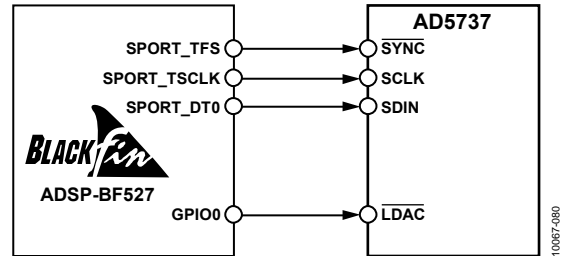 AD5737
SPORT_TFS
SYNC
SPORT_TSCLK
SCLK
SPORT_DT0
SDIN
BLACKfin
ADSP-BF527
GPIO0
LDAC
10067-080